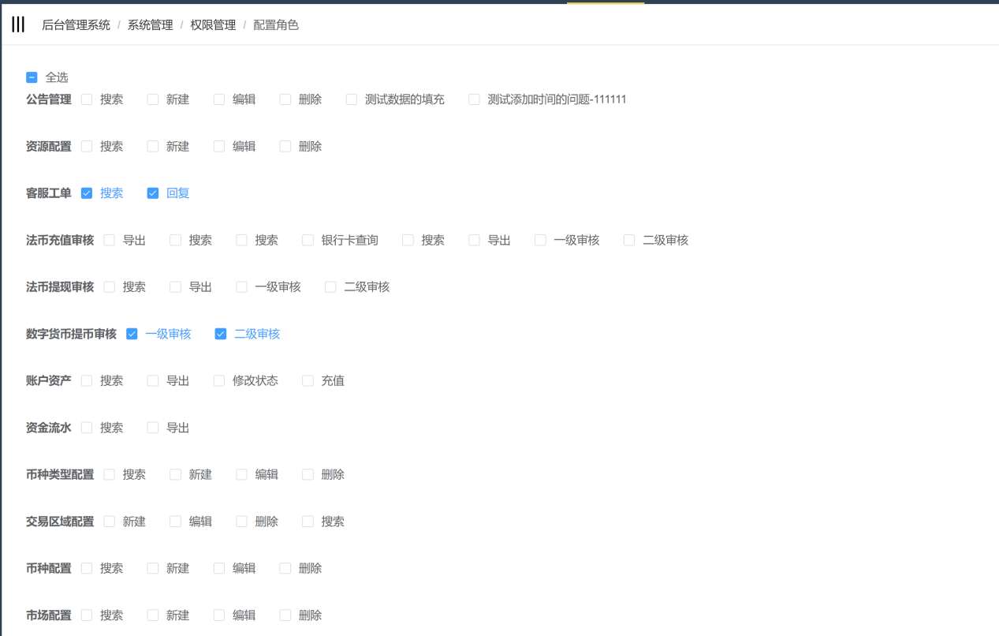 后台管理系统 / 系统管理 / 权限管理 / 配置角色
全选
公告管理 搜索 新建 编辑 删除 测试数据的填充 测试添加时间的问题-111111
资源配置 搜索 新建 编辑 删除
客服工单 搜索 回复
法币充值审核 导出 搜索 搜索 银行卡查询 搜索 导出 一级审核 二级审核
法币提现审核 搜索 导出 一级审核 二级审核
数字货币提币审核 一级审核 二级审核
账户资产 搜索 导出 修改状态 充值
资金流水 搜索 导出
币种类型配置 搜索 新建 编辑 删除
交易区域配置 新建 编辑 删除 搜索
币种配置 搜索 新建 编辑 删除
市场配置 搜索 新建 编辑 删除